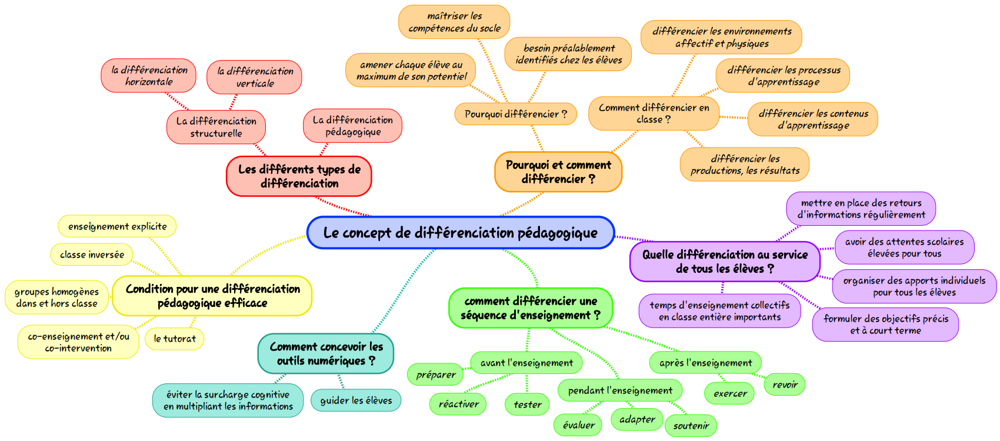 Le concept de différenciation pédagogique
Les différents types de
différenciation
La différenciation
structurelle
la différenciation
horizontale
la différenciation
verticale
La différenciation
pédagogique
Pourquoi et comment
différencier ?
Pourquoi différencier ?
amener chaque élève au
maximum de son potentiel
maîtriser les
compétences du socle
besoin préalablement
identifiés chez les élèves
Comment différencier en
classe ?
différencier les environnements
affectif et physiques
différencier les processus
d'apprentissage
différencier les contenus
d'apprentissage
différencier les
productions, les résultats
Quelle différenciation au service
de tous les élèves ?
mettre en place des retours
d'informations régulièrement
avoir des attentes scolaires
élevées pour tous
organiser des apports individuels
pour tous les élèves
formuler des objectifs précis
et à court terme
temps d'enseignement collectifs
en classe entière importants
comment différencier une
séquence d'enseignement ?
avant l'enseignement
préparer
réactiver
tester
pendant l'enseignement
évaluer
adapter
soutenir
après l'enseignement
exercer
revoir
Comment concevoir les
outils numériques ?
éviter la surcharge cognitive
en multipliant les informations
guider les élèves
Condition pour une différenciation
pédagogique efficace
enseignement explicite
classe inversée
groupes homogènes
dans et hors classe
co-enseignement et/ou
co-intervention
le tutorat